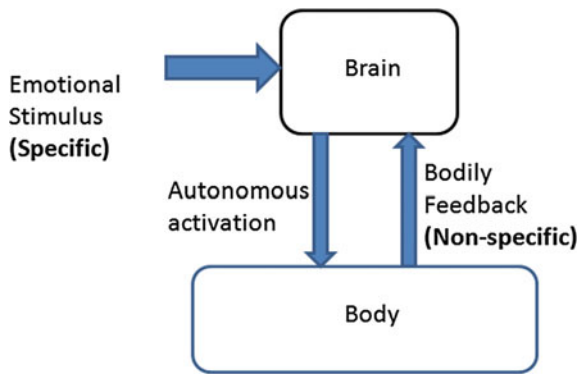 Brain
Emotional
Stimulus
(Specific)
Autonomous
activation
Bodily
Feedback
(Non-specific)
Body